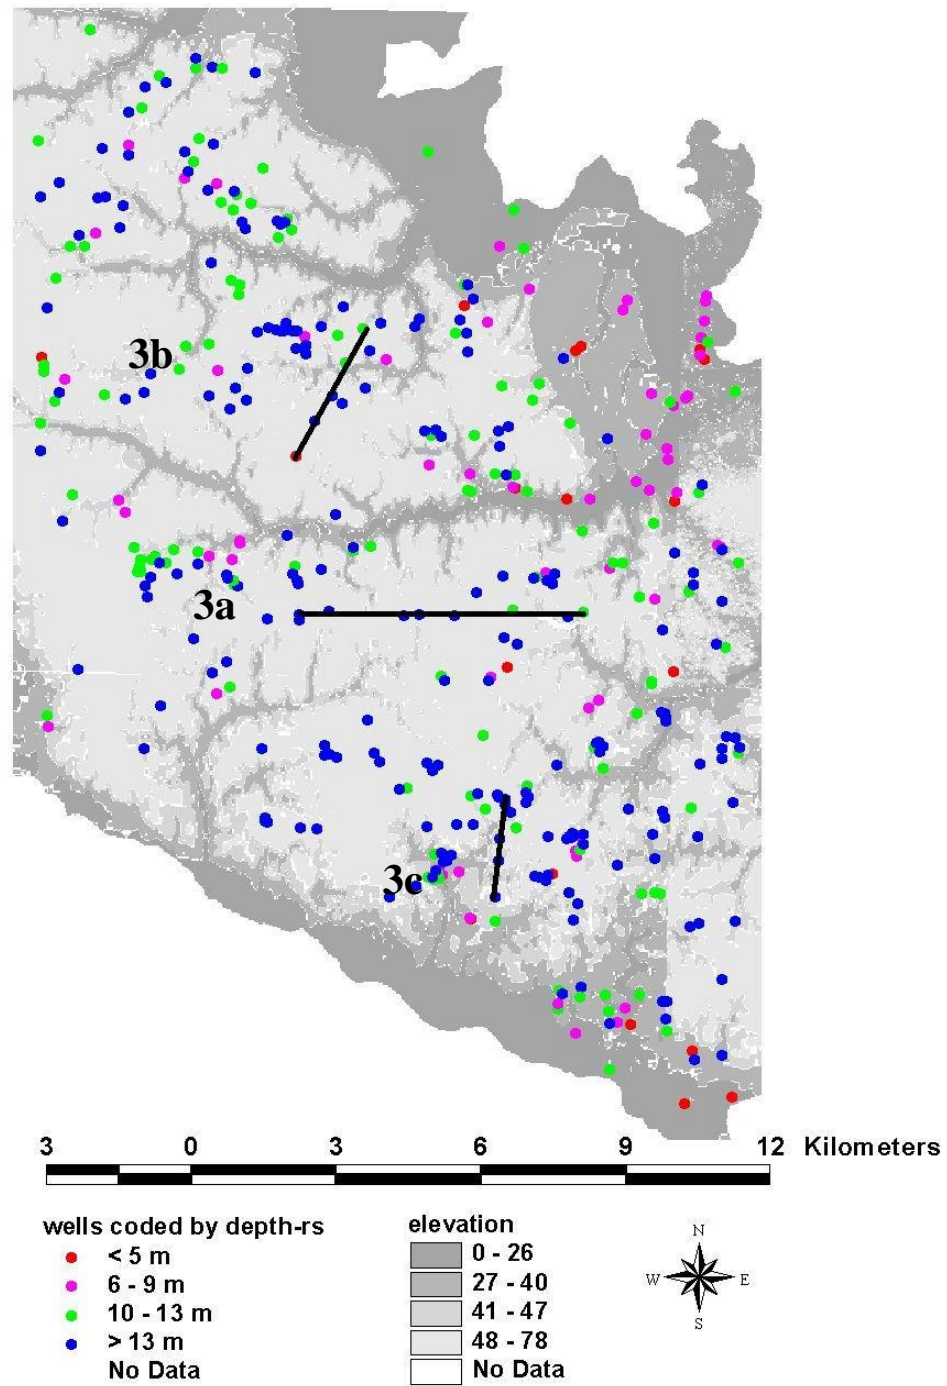 3b
3a
3c
3 0 3 6 9 12 Kilometers
wells coded by depth-rs
< 5 m
6 - 9 m
10 - 13 m
> 13 m
No Data
elevation
0 - 26
27 - 40
41 - 47
48 - 78
No Data
N
W E
S